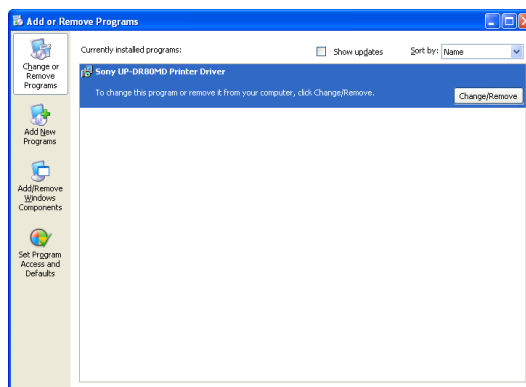 Add or Remove Programs
Currently installed programs:
Show updates
Sort by: Name
Change or
Remove
Programs
Sony UP-DR80MD Printer Driver
To change this program or remove it from your computer, click Change/Remove.
Change/Remove
Add New
Programs
Add/Remove
Windows
Components
Set Program
Access and
Defaults